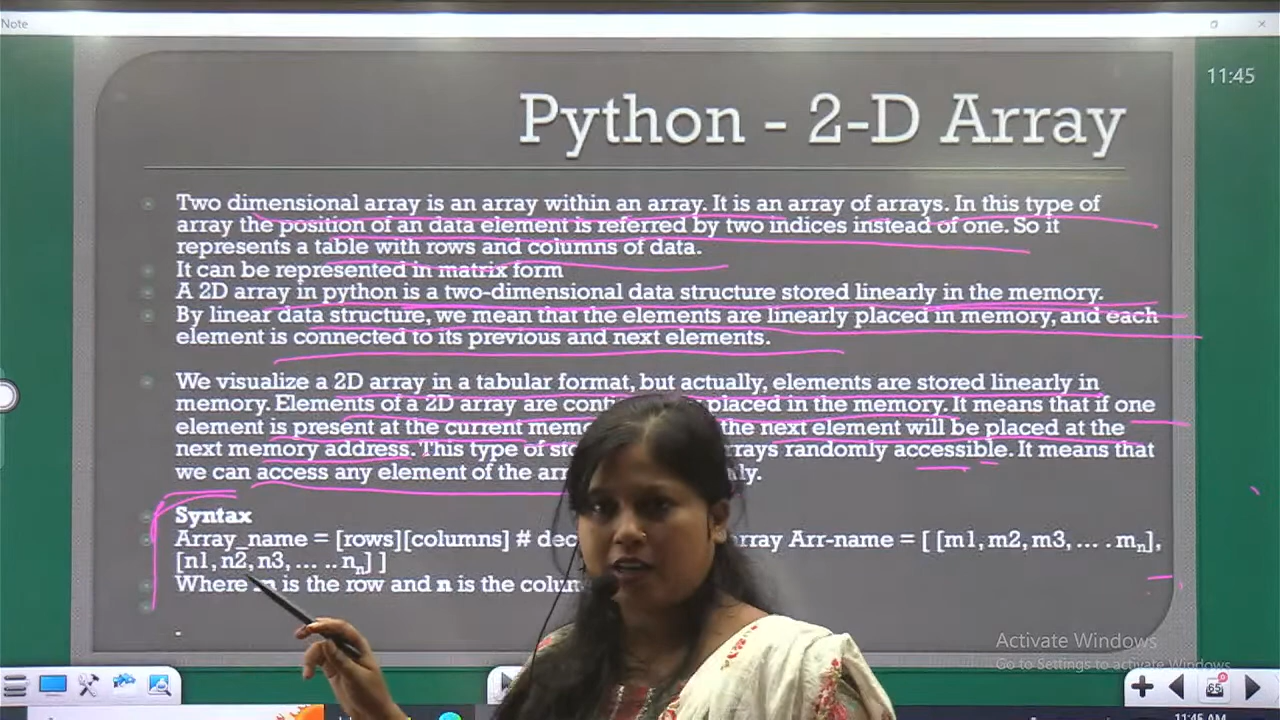 Note
11:45
Python - 2-D Array
Two dimensional array is an array within an array. It is an array of arrays. In this type of
array the position of an data element is referred by two indices instead of one. So it
represents a table with rows and columns of data.
It can be represented in matrix form
A 2D array in python is a two-dimensional data structure stored linearly in the memory.
By linear data structure, we mean that the elements are linearly placed in memory, and each
element is connected to its previous and next elements.
We visualize a 2D array in a tabular format, but actually, elements are stored linearly in
memory. Elements of a 2D array are placed in the memory. It means that if one
element is present at the current the next element will be placed at the
next memory address. This type of randomly accessible. It means that
we can access any element of the
Syntax
Array_name = [rows][columns] # array Arr-name = [ [m1, m2, m3, … . mn],
[n1, n2, n3, … .. nn] ]
Where is the row and n is the
.
Activate Windows
Go to Settings to activate Windows.
65
11:45 AM